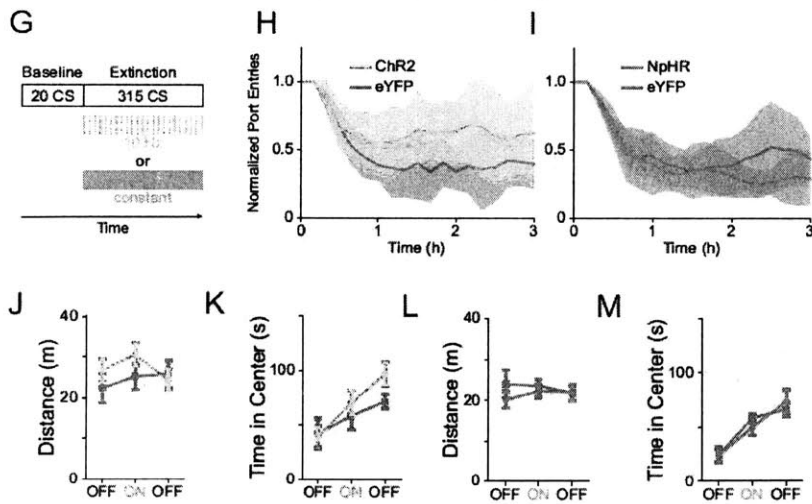 G
Baseline Extinction
20 CS 315 CS
or
constant
Time
H
ChR2
eYFP
Normalized Port Entries
1.0
0.5
0
0 1 2 3
Time (h)
I
NpHR
eYFP
1.0
0.5
0
0 1 2 3
Time (h)
J
Distance (m)
40
20
0
OFF ON OFF
K
Time in Center (s)
100
0
OFF ON OFF
L
Distance (m)
40
20
0
OFF ON OFF
M
Time in Center (s)
100
0
OFF ON OFF